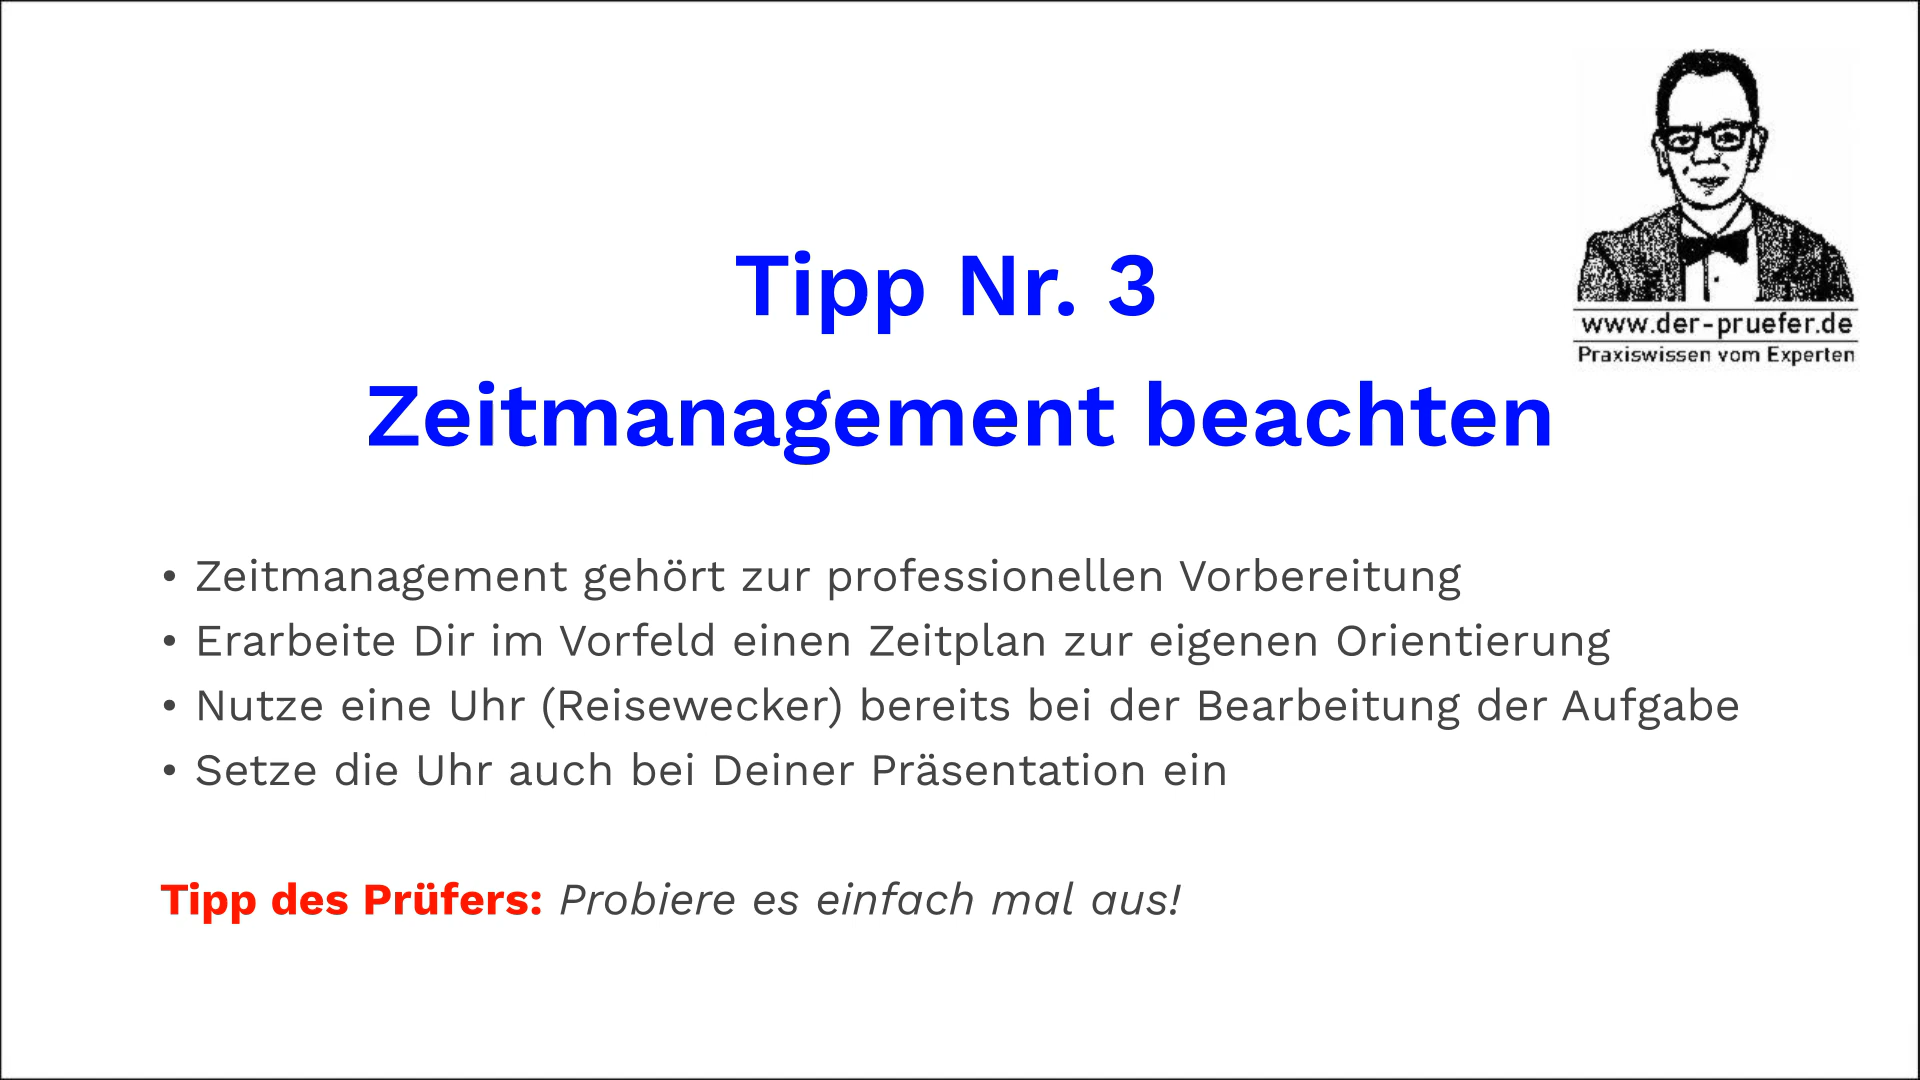 www.der-pruefer.de
Praxiswissen vom Experten
Tipp Nr. 3
Zeitmanagement beachten
• Zeitmanagement gehört zur professionellen Vorbereitung
• Erarbeite Dir im Vorfeld einen Zeitplan zur eigenen Orientierung
• Nutze eine Uhr (Reisewecker) bereits bei der Bearbeitung der Aufgabe
• Setze die Uhr auch bei Deiner Präsentation ein
Tipp des Prüfers: Probiere es einfach mal aus!